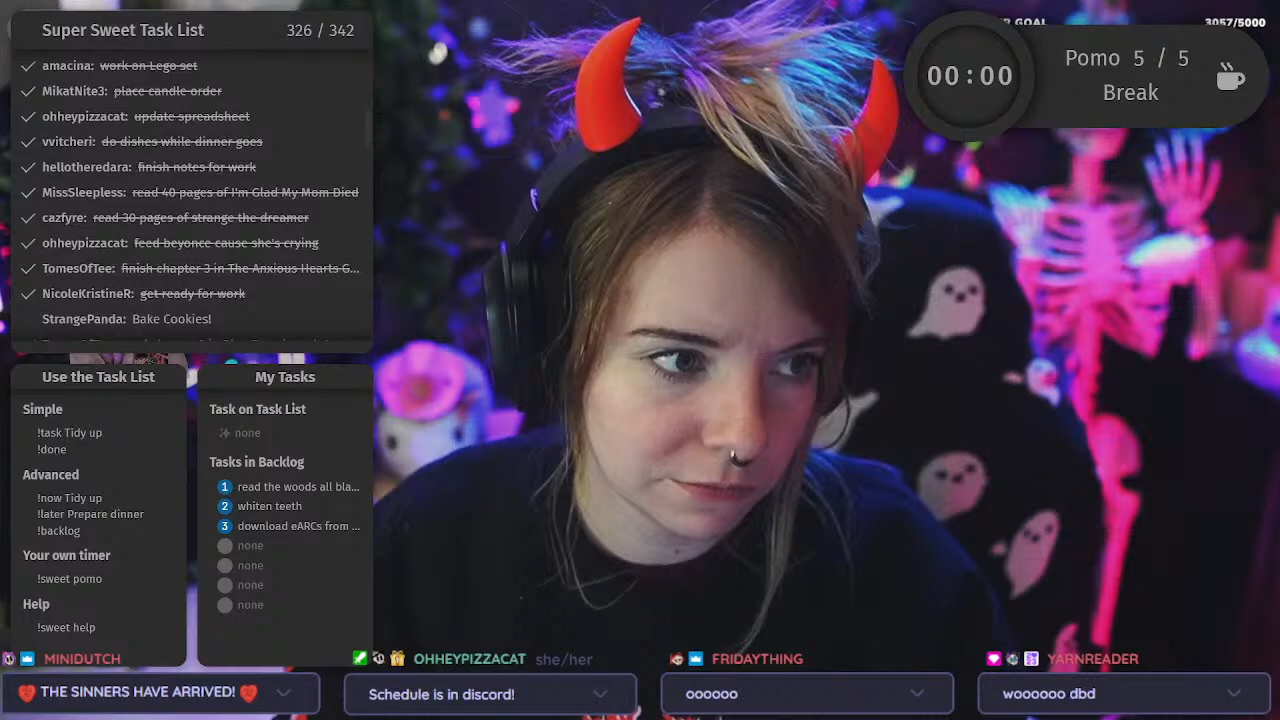 Super Sweet Task List 326 / 342
amacina: work on Lego set
MikatNite3: place candle order
ohheypizzacat: update spreadsheet
vvitcheri: do dishes while dinner goes
hellotheredara: finish notes for work
MissSleepless: read 40 pages of I'm Glad My Mom Died
cazfyre: read 30 pages of strange the dreamer
ohheypizzacat: feed beyonce cause she's crying
TomesOfTee: finish chapter 3 in The Anxious Hearts G...
NicoleKristineR: get ready for work
StrangePanda: Bake Cookies!
GOAL 3057/5000
00:00
Pomo 5 / 5
Break
Use the Task List
Simple
!task Tidy up
!done
Advanced
!now Tidy up
!later Prepare dinner
!backlog
Your own timer
!sweet pomo
Help
!sweet help
My Tasks
Task on Task List
none
Tasks in Backlog
1 read the woods all bla...
2 whiten teeth
3 download eARCs from ...
none
none
none
none
MINIDUTCH
THE SINNERS HAVE ARRIVED!
OHHEYPIZZACAT she/her
Schedule is in discord!
FRIDAYTHING
oooooo
YARNREADER
woooooo dbd